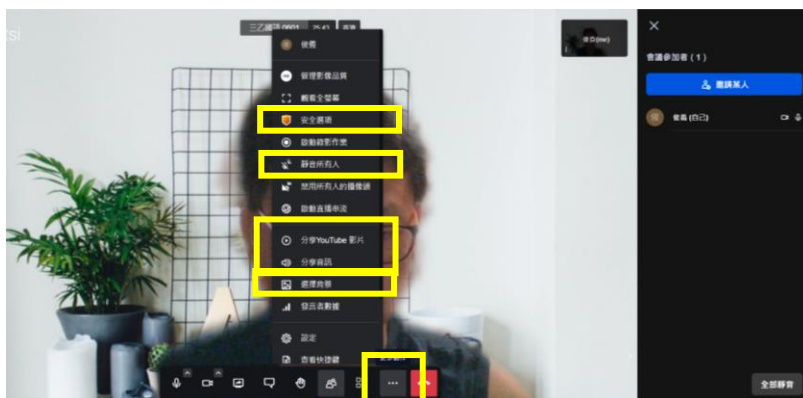 三乙國語 0601 25:43
管理影像品質
觀看全螢幕
安全選項
啟動錄影作業
靜音所有人
禁用所有人的攝像頭
啟動直播串流
分享YouTube 影片
分享音訊
選擇背景
發言者數據
設定
查看快捷鍵
會議參加者 (1)
邀請某人
(自己)
全部靜音